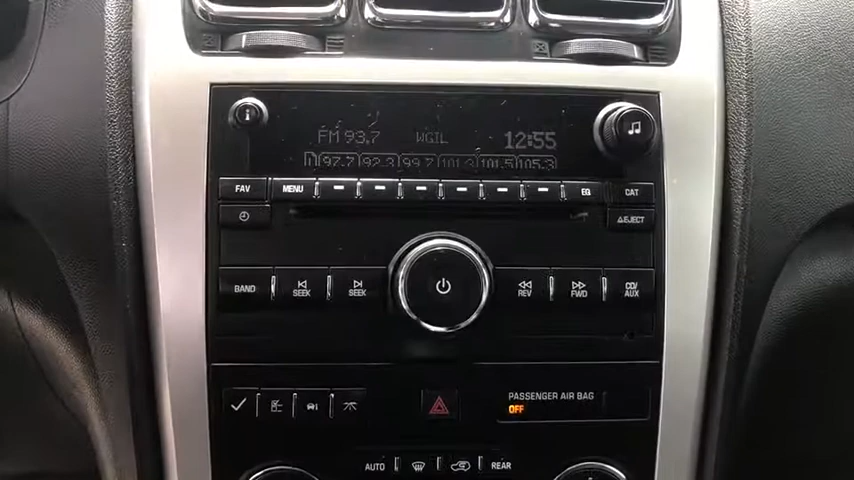 FM 93.7 WGIL 12:55
97.7 92.3 99.7 101.3 101.5 105.3
FAV MENU EQ CAT
EJECT
BAND SEEK SEEK REV FWD CD/AUX
PASSENGER AIR BAG
OFF
AUTO REAR